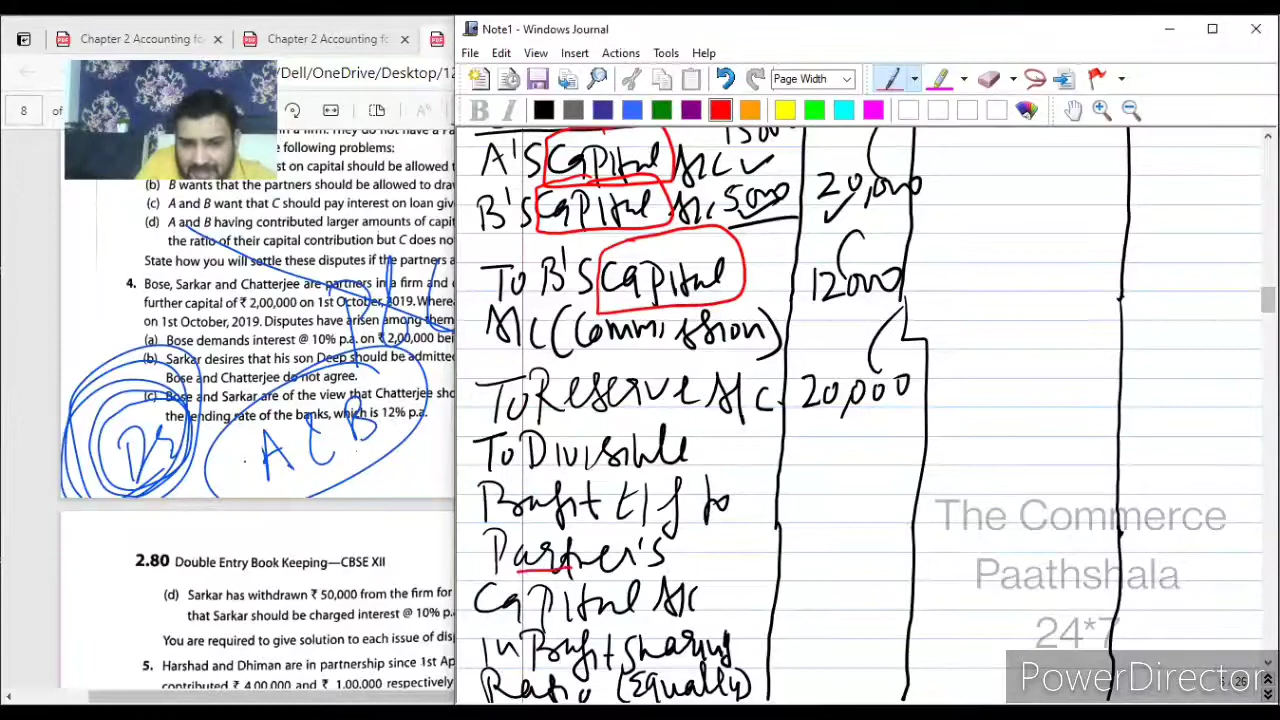 Chapter 2 Accounting fo
Chapter 2 Accounting fo
/Dell/OneDrive/Desktop/12
8
of
following problems:
st on capital should be allowed t
(b) B wants that the partners should be allowed to drav
(c) A and B want that C should pay interest on loan giv
(d) A and B having contributed larger amounts of capit
the ratio of their capital contribution but C does no
State how you will settle these disputes if the partners a
4. Bose, Sarkar and Chatterjee are partners in a firm and
further capital of ₹ 2,00,000 on 1st October, 2019. Wherea
on 1st October, 2019. Disputes have arisen among them
(a) Bose demands interest @ 10% p.a. on ₹ 2,00,000 bei
(b) Sarkar desires that his son Deep should be admitted
Bose and Chatterjee do not agree.
(c) Bose and Sarkar are of the view that Chatterjee sho
the lending rate of the banks, which is 12% p.a.
Dr
A & B
2.80 Double Entry Book Keeping—CBSE XII
(d) Sarkar has withdrawn ₹ 50,000 from the firm for
that Sarkar should be charged interest @ 10% p.
You are required to give solution to each issue of disp
5. Harshad and Dhiman are in partnership since 1st Ap
contributed ₹ 4,00,000 and ₹ 1,00,000 respectively
Note1 - Windows Journal
File Edit View Insert Actions Tools Help
Page Width
A'S Capital A/C
B'S Capital A/C 5000 20,000
To B'S Capital 12000
A/C (Commission)
To Reserve A/C 20,000
To Divisible
Profit t/f to
Partner's
Capital A/C
in Profit sharing
Ratio (Equally)
The Commerce
Paathshala
24*7
PowerDirector